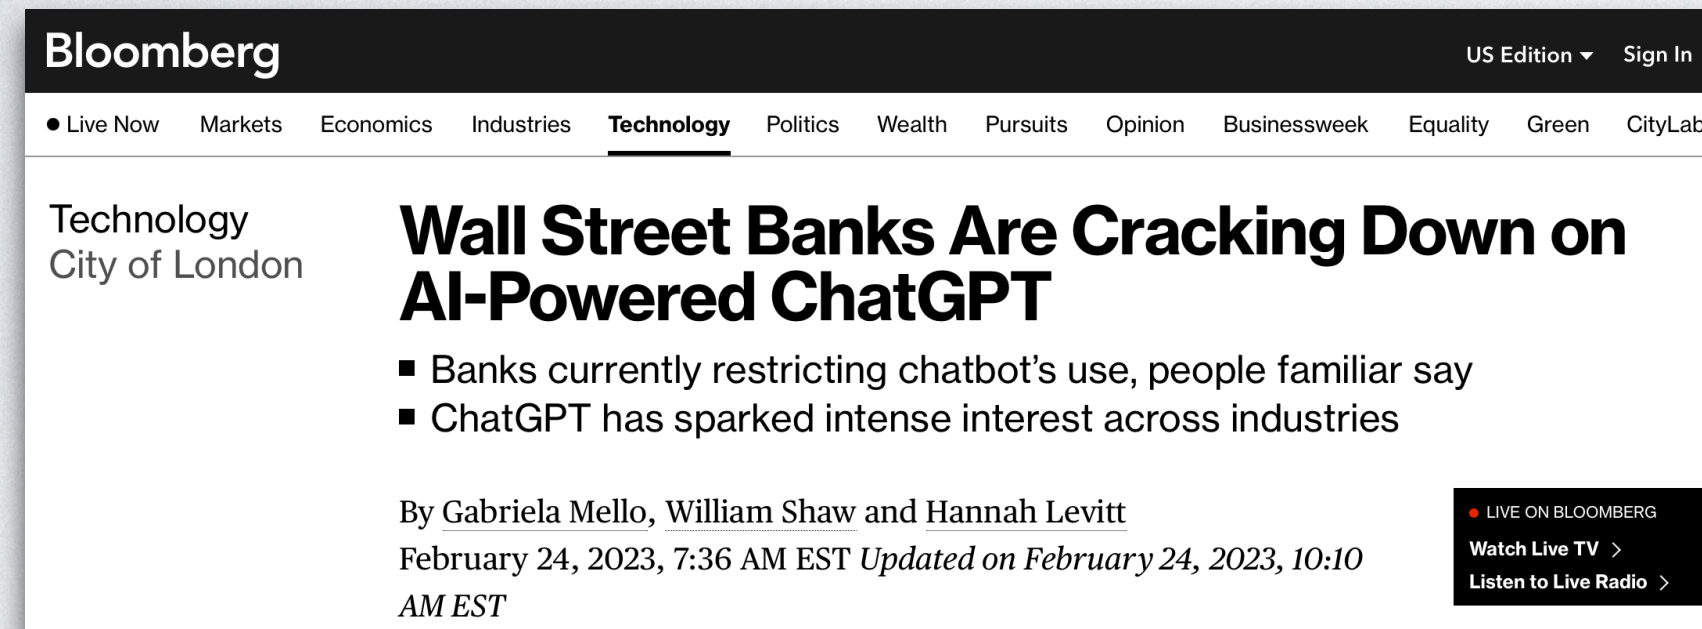 Bloomberg
US Edition
Sign In
Live Now Markets Economics Industries Technology Politics Wealth Pursuits Opinion Businessweek Equality Green CityLab
Technology
City of London
Wall Street Banks Are Cracking Down on
AI-Powered ChatGPT
Banks currently restricting chatbot’s use, people familiar say
ChatGPT has sparked intense interest across industries
By Gabriela Mello, William Shaw and Hannah Levitt
February 24, 2023, 7:36 AM EST Updated on February 24, 2023, 10:10
AM EST
LIVE ON BLOOMBERG
Watch Live TV
Listen to Live Radio